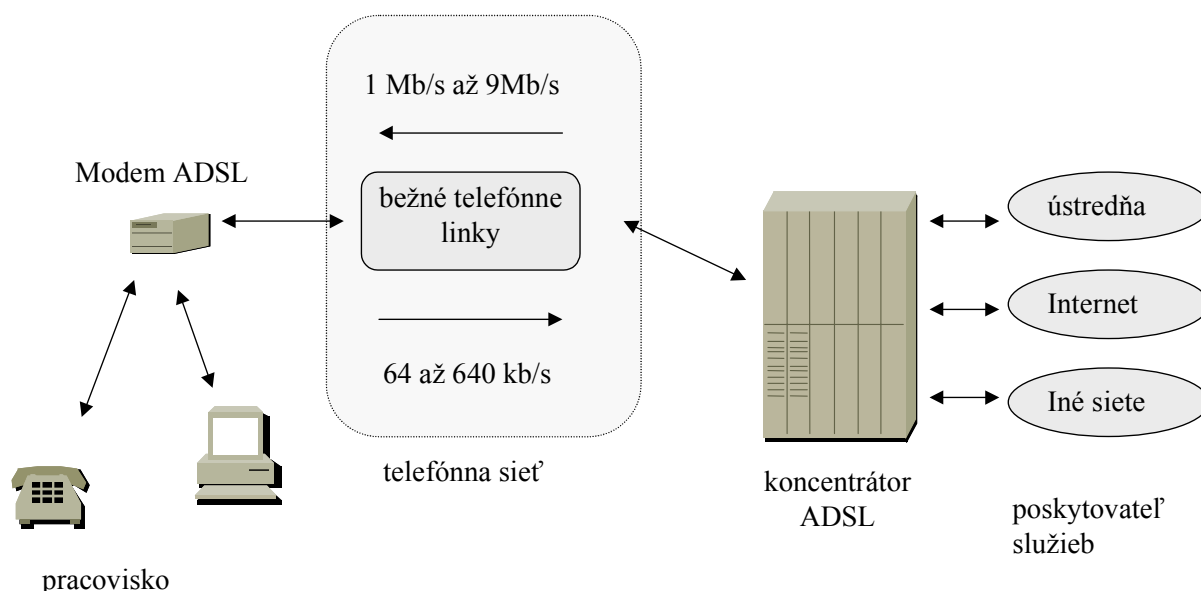 1 Mb/s až 9Mb/s
Modem ADSL
bežné telefónne
linky
64 až 640 kb/s
telefónna sieť
pracovisko
koncentrátor
ADSL
ústredňa
Internet
Iné siete
poskytovateľ
služieb